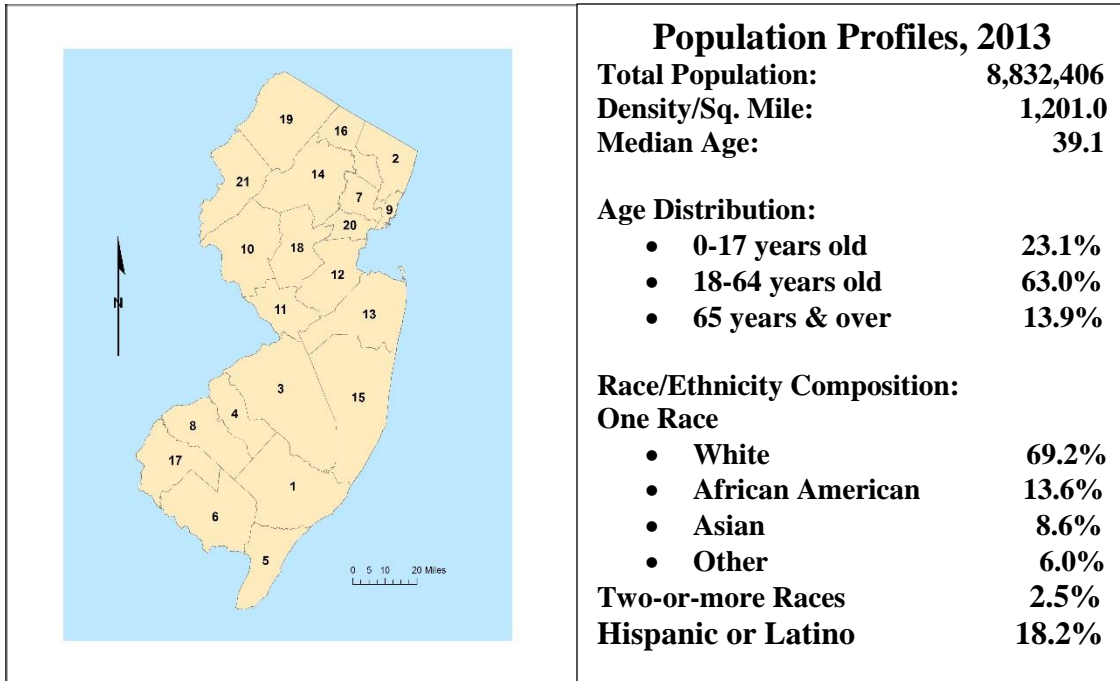 19
16
2
14
21
7
9
20
10
18
12
11
13
N
3
15
4
8
17
1
6
5
0 5 10 20 Miles
Population Profiles, 2013
Total Population: 8,832,406
Density/Sq. Mile: 1,201.0
Median Age: 39.1
Age Distribution:
• 0-17 years old 23.1%
• 18-64 years old 63.0%
• 65 years & over 13.9%
Race/Ethnicity Composition:
One Race
• White 69.2%
• African American 13.6%
• Asian 8.6%
• Other 6.0%
Two-or-more Races 2.5%
Hispanic or Latino 18.2%